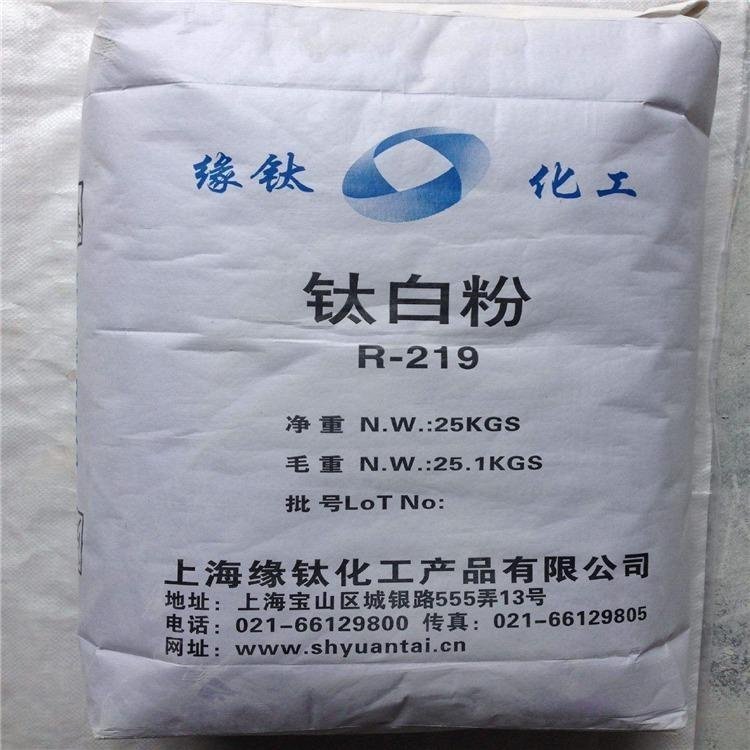 缘钛 化工
钛白粉
R-219
净重 N.W.:25KGS
毛重 N.W.:25.1KGS
批号LoT No:
上海缘钛化工产品有限公司
地址：上海宝山区城银路555弄13号
电话：021-66129800 传真：021-66129805
网址：www.shyuantai.cn